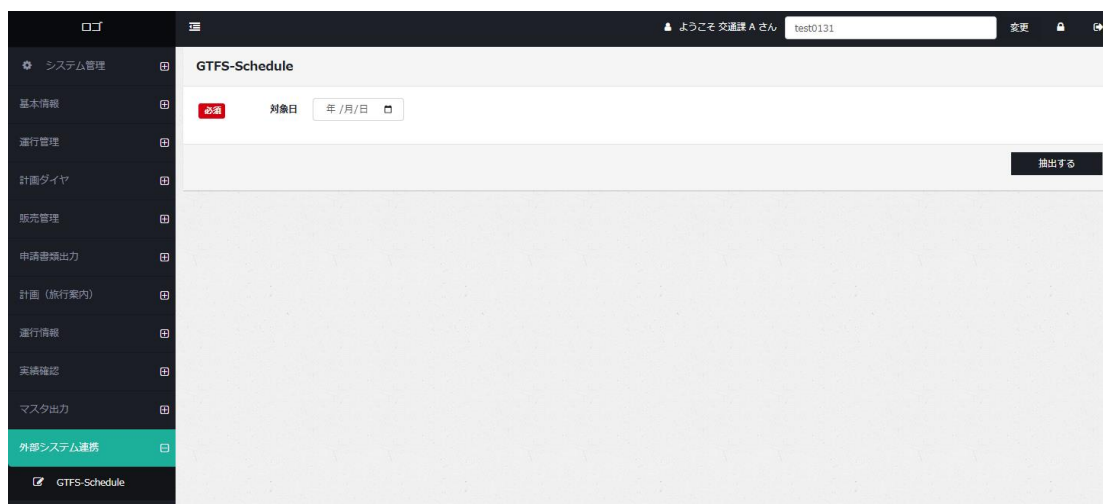 ロゴ
ようこそ 交通課 A さん
test0131
変更
システム管理
GTFS-Schedule
基本情報
必須
対象日
年 /月/日
運行管理
抽出する
計画ダイヤ
販売管理
申請書類出力
計画（旅行案内）
運行情報
実績確認
マスタ出力
外部システム連携
GTFS-Schedule